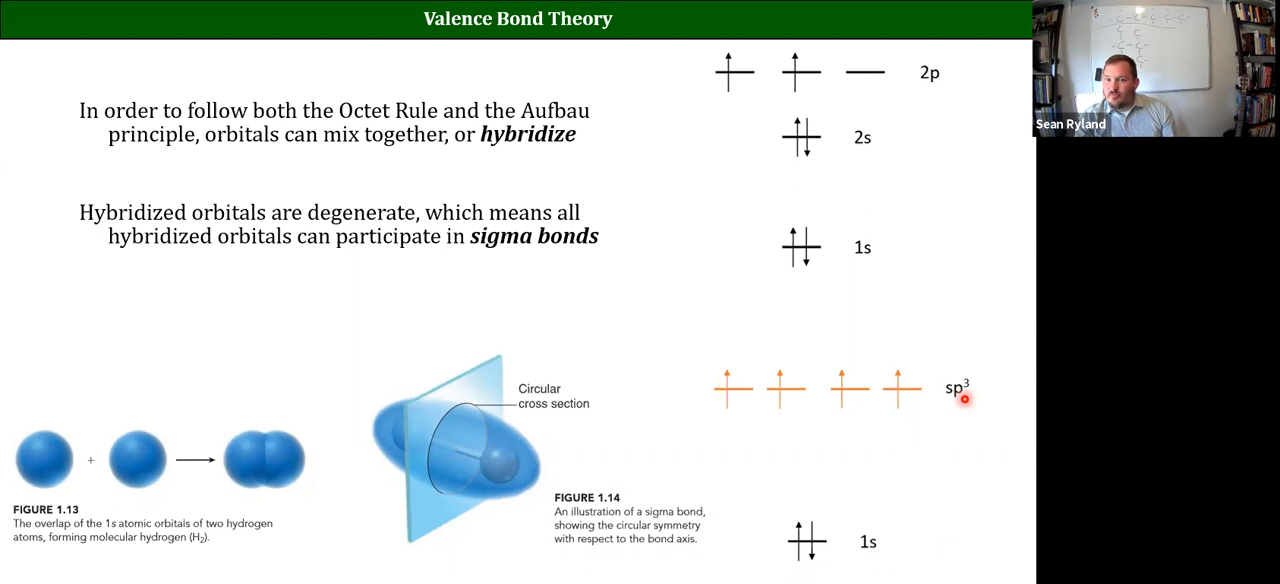 Valence Bond Theory
In order to follow both the Octet Rule and the Aufbau
principle, orbitals can mix together, or hybridize
Hybridized orbitals are degenerate, which means all
hybridized orbitals can participate in sigma bonds
2p
2s
1s
sp³
1s
Circular
cross section
+
FIGURE 1.13
The overlap of the 1s atomic orbitals of two hydrogen
atoms, forming molecular hydrogen (H₂).
FIGURE 1.14
An illustration of a sigma bond,
showing the circular symmetry
with respect to the bond axis.
Sean Ryland